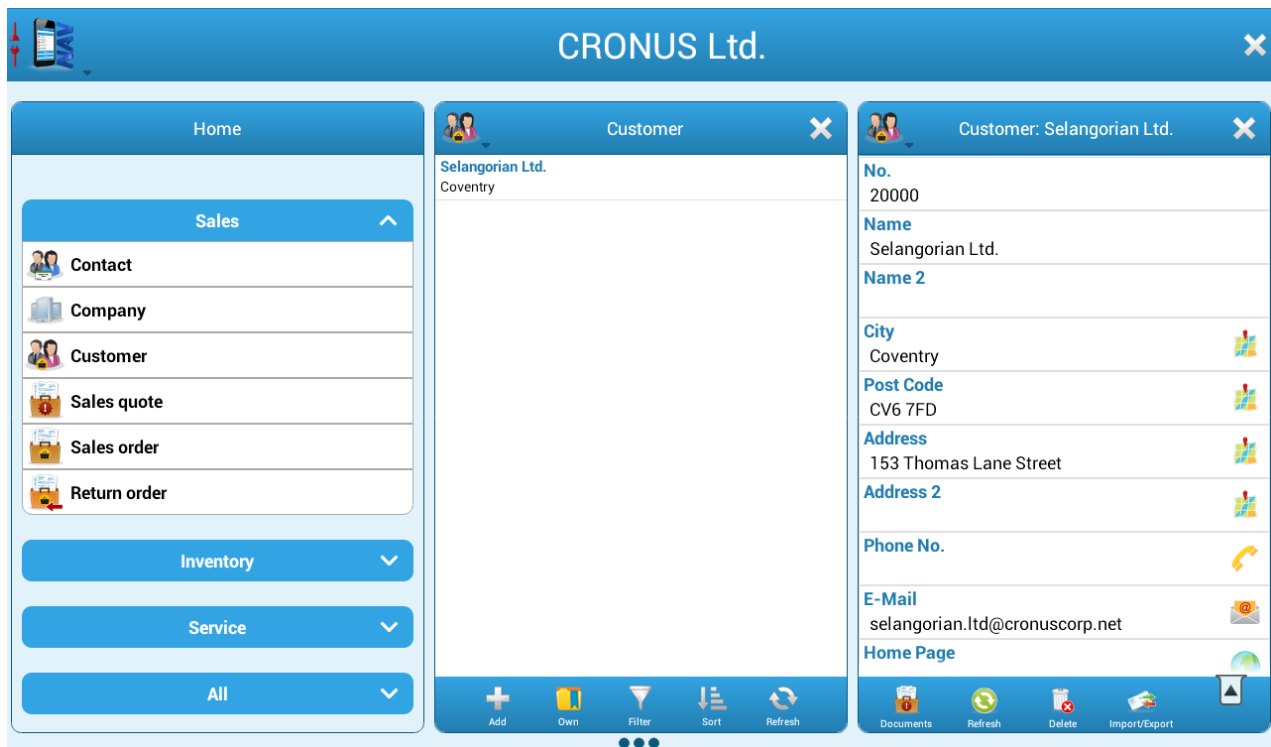 NAV
CRONUS Ltd.
Home
Sales
Contact
Company
Customer
Sales quote
Sales order
Return order
Inventory
Service
All
Customer
Selangorian Ltd.
Coventry
Add
Own
Filter
Sort
Refresh
Customer: Selangorian Ltd.
No.
20000
Name
Selangorian Ltd.
Name 2
City
Coventry
Post Code
CV6 7FD
Address
153 Thomas Lane Street
Address 2
Phone No.
E-Mail
selangorian.ltd@cronuscorp.net
Home Page
Documents
Refresh
Delete
Import/Export